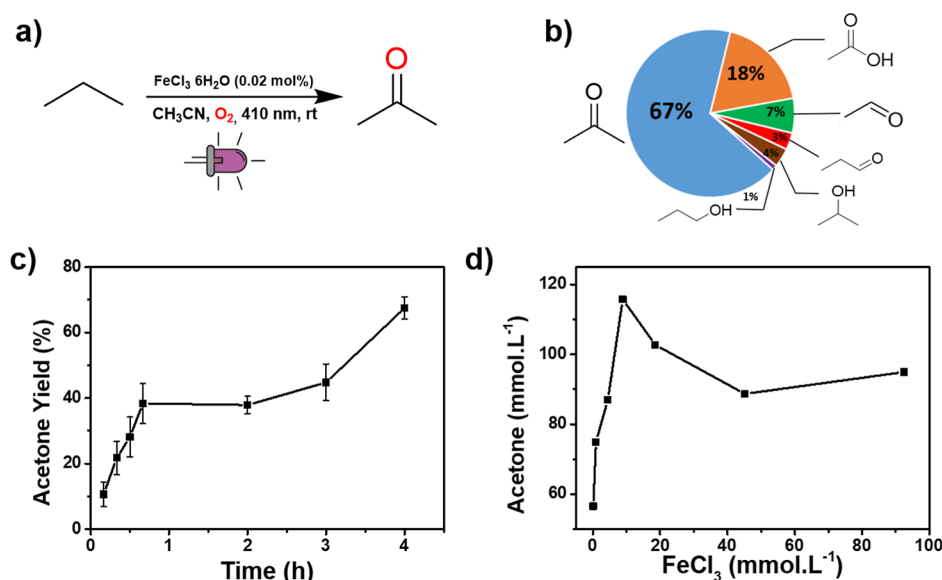 a)
FeCl3 6H2O (0.02 mol%)
CH3CN, O2, 410 nm, rt
O
b)
67%
18%
7%
3%
4%
1%
O
O
OH
O
O
OH
OH
c)
Acetone Yield (%)
80
60
40
20
0
0 1 2 3 4
Time (h)
d)
Acetone (mmol.L-1)
120
100
80
60
0 20 40 60 80 100
FeCl3 (mmol.L-1)